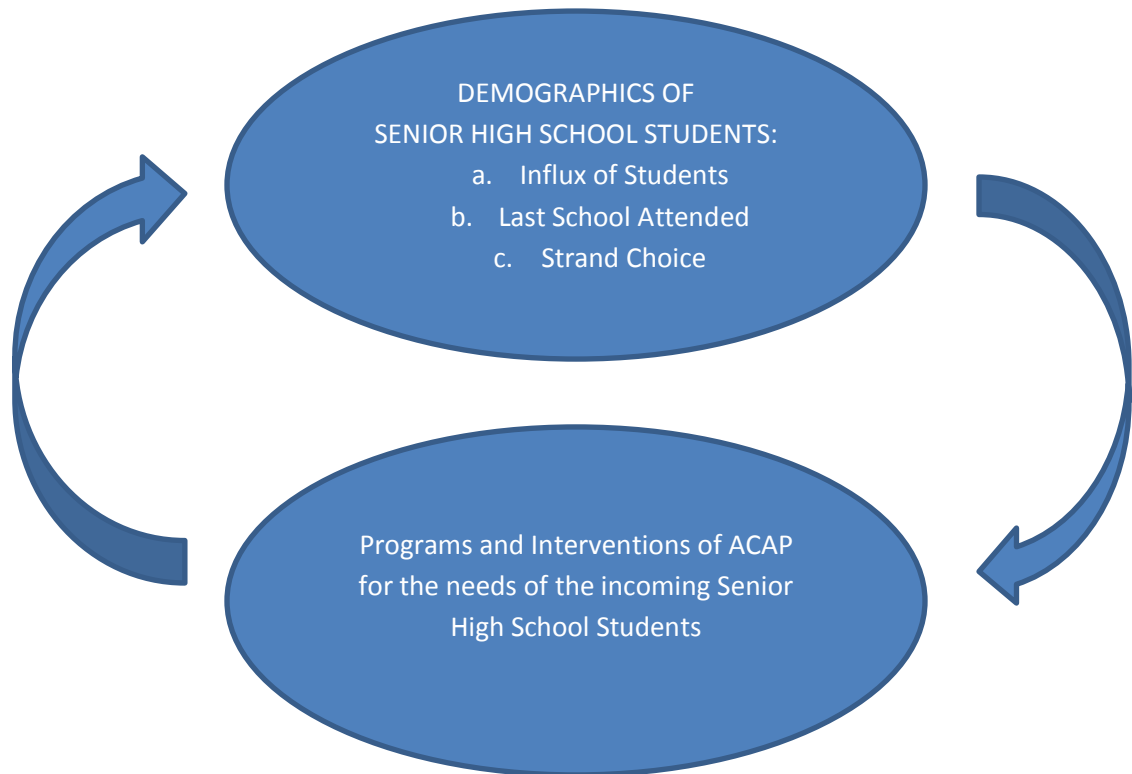 DEMOGRAPHICS OF
SENIOR HIGH SCHOOL STUDENTS:
a. Influx of Students
b. Last School Attended
c. Strand Choice
Programs and Interventions of ACAP
for the needs of the incoming Senior
High School Students